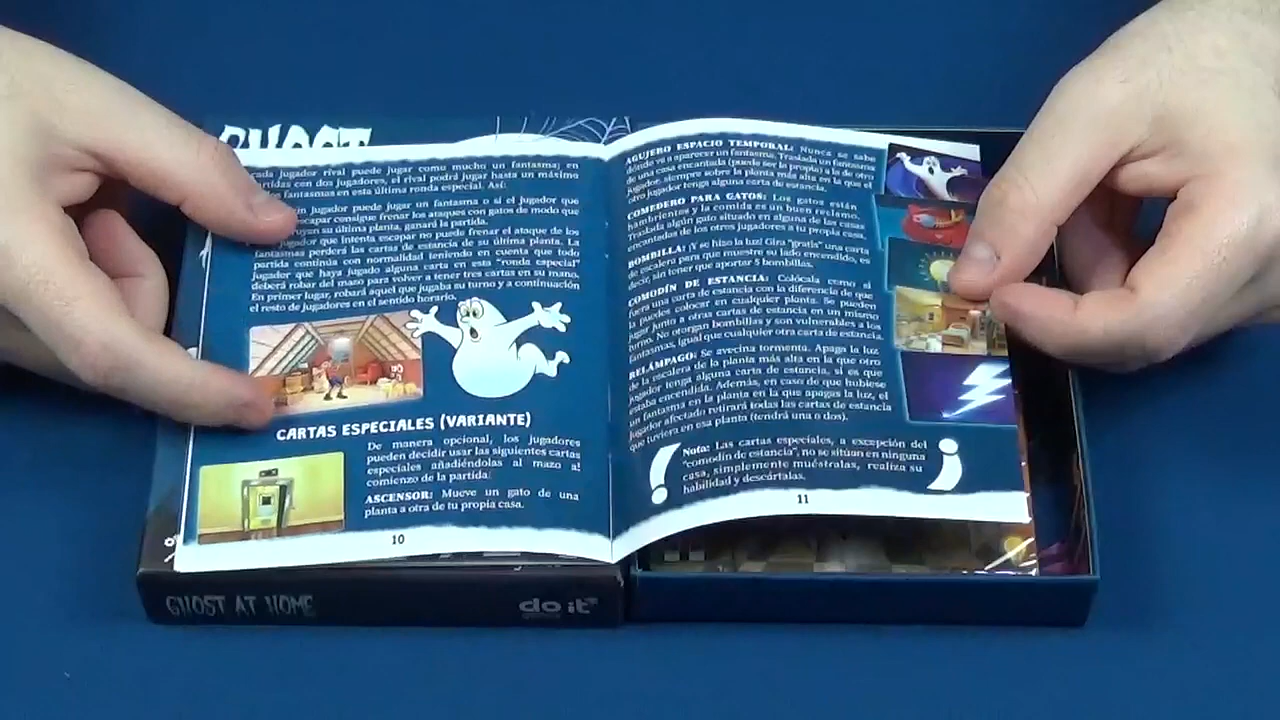 GHOST
cada jugador rival puede jugar como mucho un fantasma; en
partidas con dos jugadores, el rival podrá jugar hasta un máximo
fantasmas en esta última ronda especial. Así:
jugador puede jugar un fantasma o si el jugador que
escapar consigue frenar los ataques con gatos de modo que
su última planta, ganará la partida.
jugador que intenta escapar no puede frenar el ataque de los
fantasmas perderá las cartas de estancia de su última planta. La
partida continúa con normalidad teniendo en cuenta que todo
jugador que haya jugado alguna carta en esta "ronda especial"
deberá robar del mazo para volver a tener tres cartas en su mano.
En primer lugar, robará aquel que jugaba su turno y a continuación
el resto de jugadores en el sentido horario.
CARTAS ESPECIALES (VARIANTE)
De manera opcional, los jugadores
pueden decidir usar las siguientes cartas
especiales añadiéndolas al mazo al
comienzo de la partida:
ASCENSOR: Mueve un gato de una
planta a otra de tu propia casa.
10
AGUJERO ESPACIO TEMPORAL: Nunca se sabe
dónde va a aparecer un fantasma. Traslada un fantasma
de una casa encantada (puede ser la propia) a la de otro
jugador, siempre sobre la planta más alta en la que el
otro jugador tenga alguna carta de estancia.
COMEDERO PARA GATOS: Los gatos están
hambrientos y la comida es un buen reclamo.
Traslada algún gato situado en alguna de las casas
encantadas de los otros jugadores a tu propia casa.
BOMBILLA: ¡Y se hizo la luz! Gira "gratis" una carta
de escalera para que muestre su lado encendido, es
decir, sin tener que aportar 5 bombillas.
COMODÍN DE ESTANCIA: Colócala como si
fuera una carta de estancia con la diferencia de que
la puedes colocar en cualquier planta. Se pueden
jugar junto a otras cartas de estancia en un mismo
turno. No otorgan bombillas y son vulnerables a los
fantasmas, igual que cualquier otra carta de estancia.
RELÁMPAGO: Se avecina tormenta. Apaga la luz
de la escalera de la planta más alta en la que otro
jugador tenga alguna carta de estancia, si es que
estaba encendida. Además, en caso de que hubiese
un fantasma en la planta en la que apagas la luz, el
jugador afectado retirará todas las cartas de estancia
que tuviera en esa planta (tendrá una o dos).
Nota: Las cartas especiales, a excepción del
"comodín de estancia", no se sitúan en ninguna
casa, simplemente muéstralas, realiza su
habilidad y descártalas.
11
GHOST AT HOME
do it